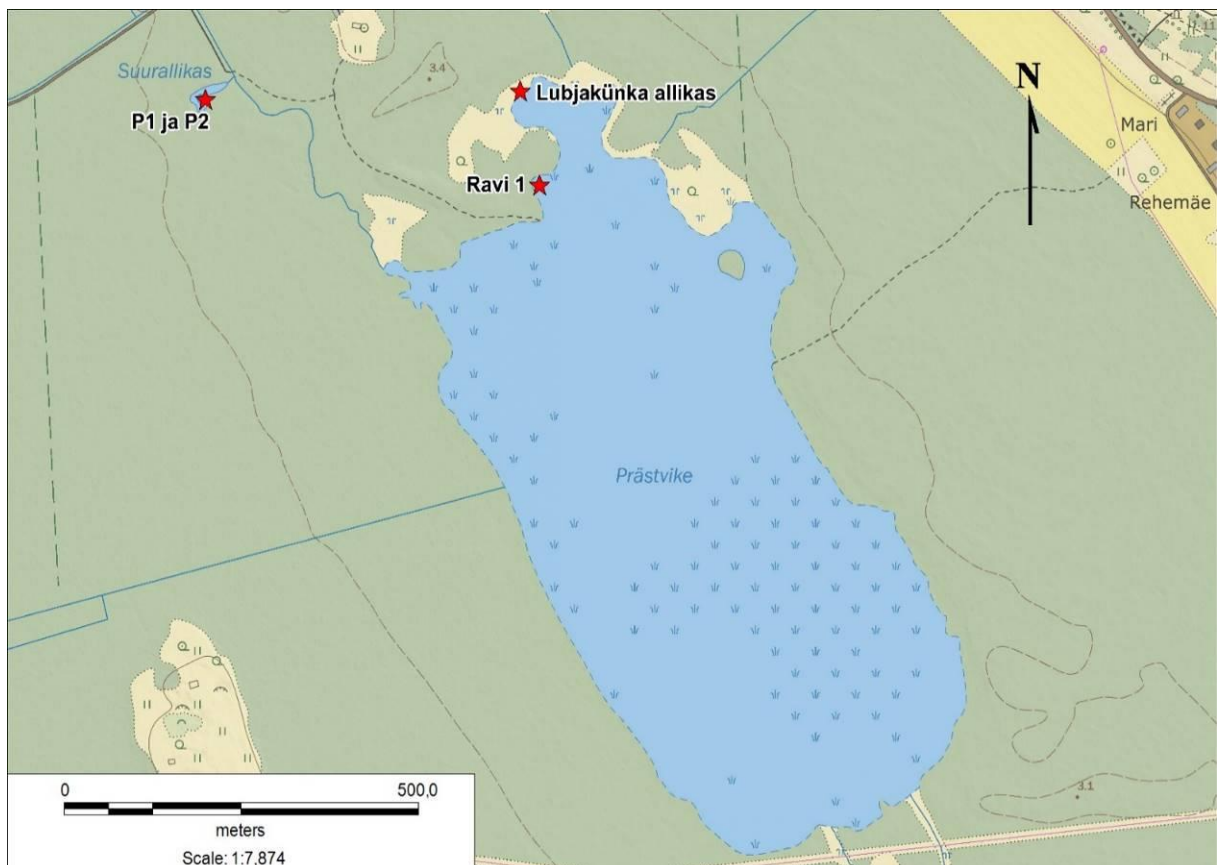 11
Suurallikas
3.4
N
Lubjakünka allikas
P1 ja P2
Mari
Ravi 1
Rehemäe
Prästvike
3.1
0
500,0
meters
Scale: 1:7.874